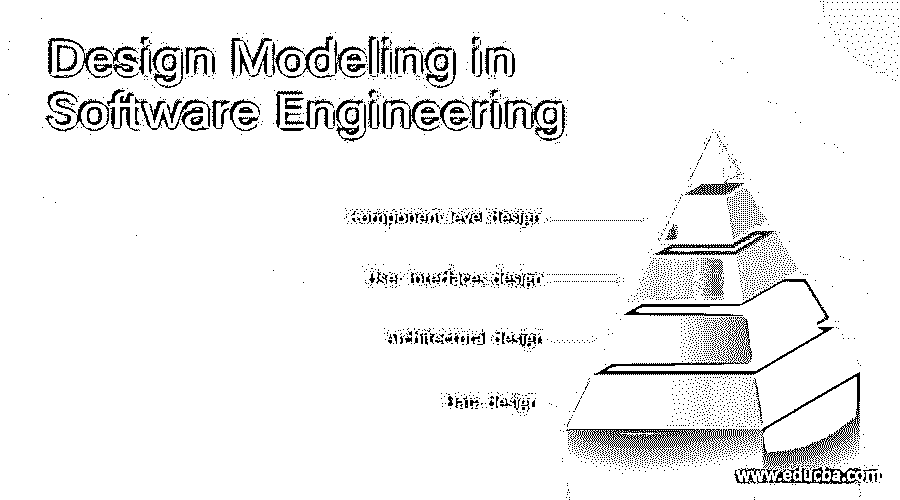 Design Modeling in
Software Engineering
Component level design
User interfaces design
Architectural design
Data design
www.educba.com